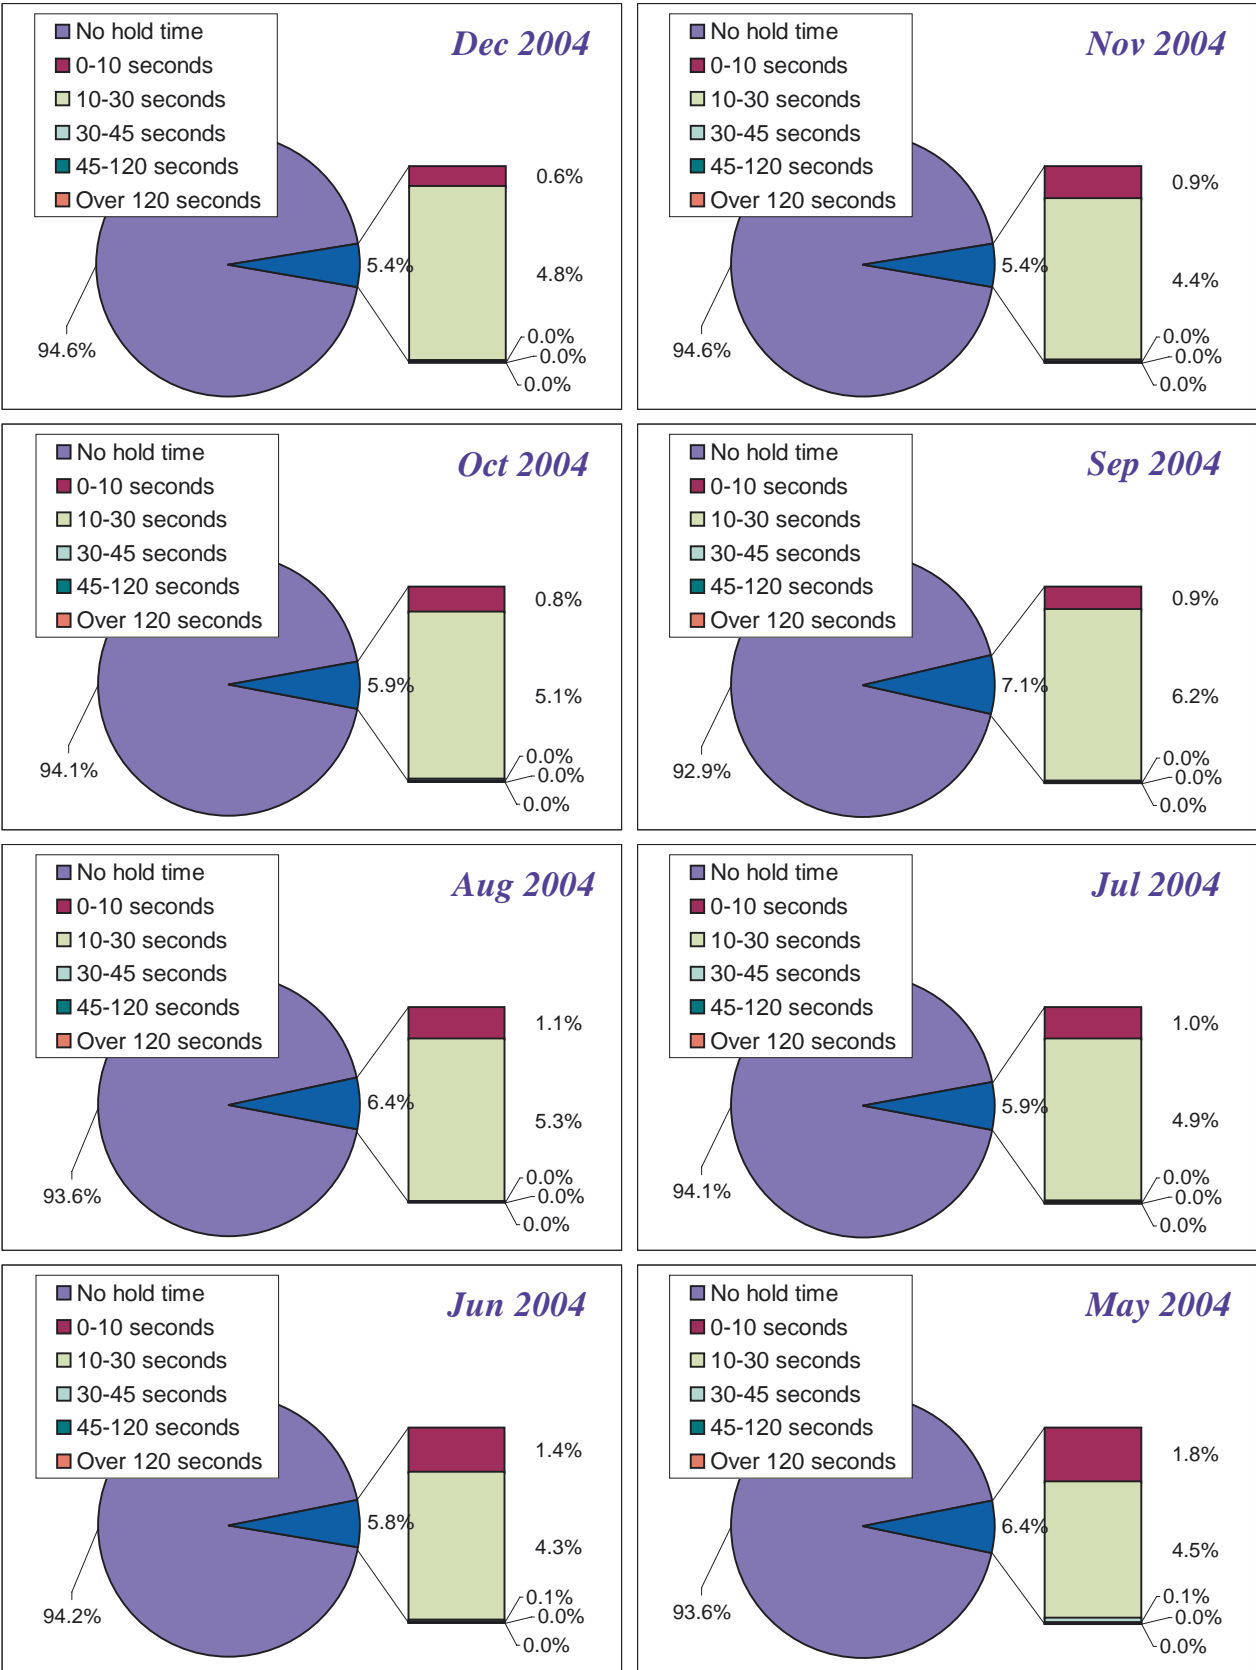 Dec 2004
No hold time
0-10 seconds
10-30 seconds
30-45 seconds
45-120 seconds
Over 120 seconds
0.6%
5.4%
4.8%
0.0%
0.0%
0.0%
94.6%
Nov 2004
No hold time
0-10 seconds
10-30 seconds
30-45 seconds
45-120 seconds
Over 120 seconds
0.9%
5.4%
4.4%
0.0%
0.0%
0.0%
94.6%
Oct 2004
No hold time
0-10 seconds
10-30 seconds
30-45 seconds
45-120 seconds
Over 120 seconds
0.8%
5.9%
5.1%
0.0%
0.0%
0.0%
94.1%
Sep 2004
No hold time
0-10 seconds
10-30 seconds
30-45 seconds
45-120 seconds
Over 120 seconds
0.9%
7.1%
6.2%
0.0%
0.0%
0.0%
92.9%
Aug 2004
No hold time
0-10 seconds
10-30 seconds
30-45 seconds
45-120 seconds
Over 120 seconds
1.1%
6.4%
5.3%
0.0%
0.0%
0.0%
93.6%
Jul 2004
No hold time
0-10 seconds
10-30 seconds
30-45 seconds
45-120 seconds
Over 120 seconds
1.0%
5.9%
4.9%
0.0%
0.0%
0.0%
94.1%
Jun 2004
No hold time
0-10 seconds
10-30 seconds
30-45 seconds
45-120 seconds
Over 120 seconds
1.4%
5.8%
4.3%
0.1%
0.0%
0.0%
94.2%
May 2004
No hold time
0-10 seconds
10-30 seconds
30-45 seconds
45-120 seconds
Over 120 seconds
1.8%
6.4%
4.5%
0.1%
0.0%
0.0%
93.6%